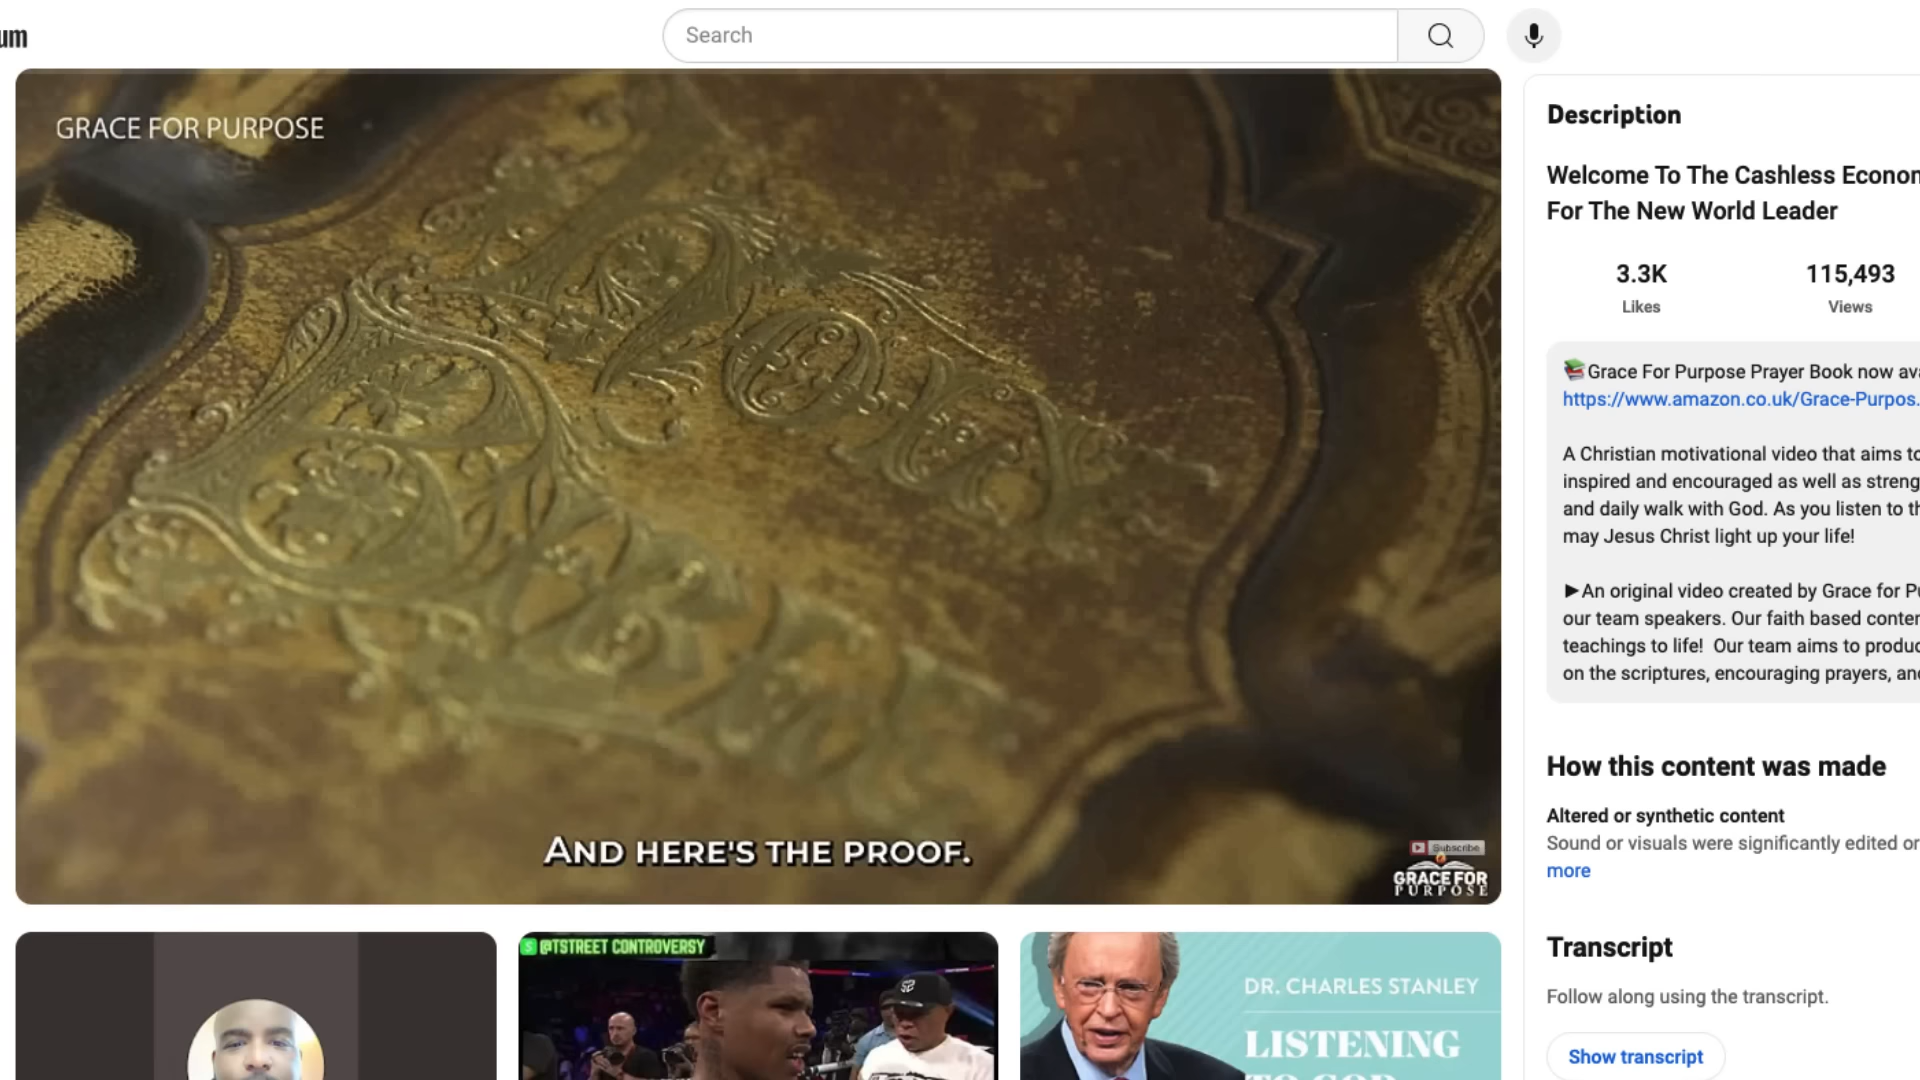 um
Search
GRACE FOR PURPOSE
AND HERE'S THE PROOF.
Subscribe
GRACE FOR
PURPOSE
@TSTREET CONTROVERSY
DR. CHARLES STANLEY
LISTENING
TO GOD
Description
Welcome To The Cashless Econom
For The New World Leader
3.3K
115,493
Likes
Views
Grace For Purpose Prayer Book now ava
https://www.amazon.co.uk/Grace-Purpos.
A Christian motivational video that aims to
inspired and encouraged as well as streng
and daily walk with God. As you listen to th
may Jesus Christ light up your life!
▶An original video created by Grace for Pu
our team speakers. Our faith based conten
teachings to life! Our team aims to produc
on the scriptures, encouraging prayers, and
How this content was made
Altered or synthetic content
Sound or visuals were significantly edited or
more
Transcript
Follow along using the transcript.
Show transcript